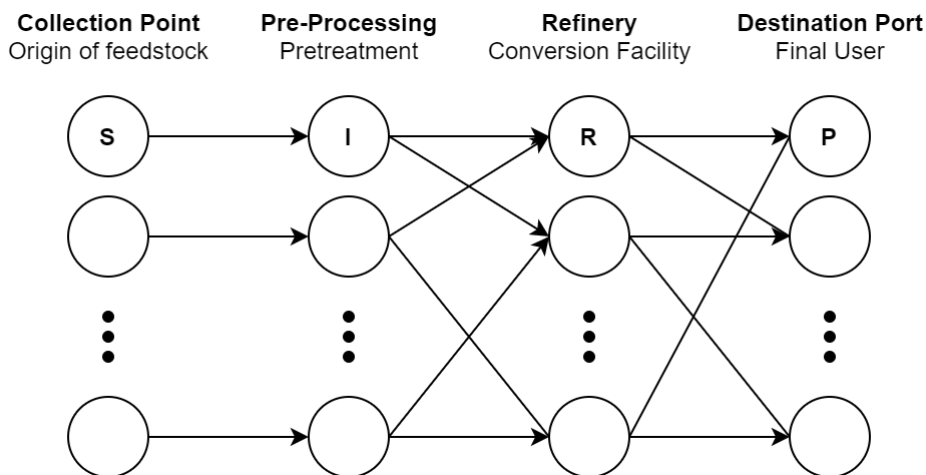 Collection Point
Origin of feedstock
Pre-Processing
Pretreatment
Refinery
Conversion Facility
Destination Port
Final User
S
I
R
P